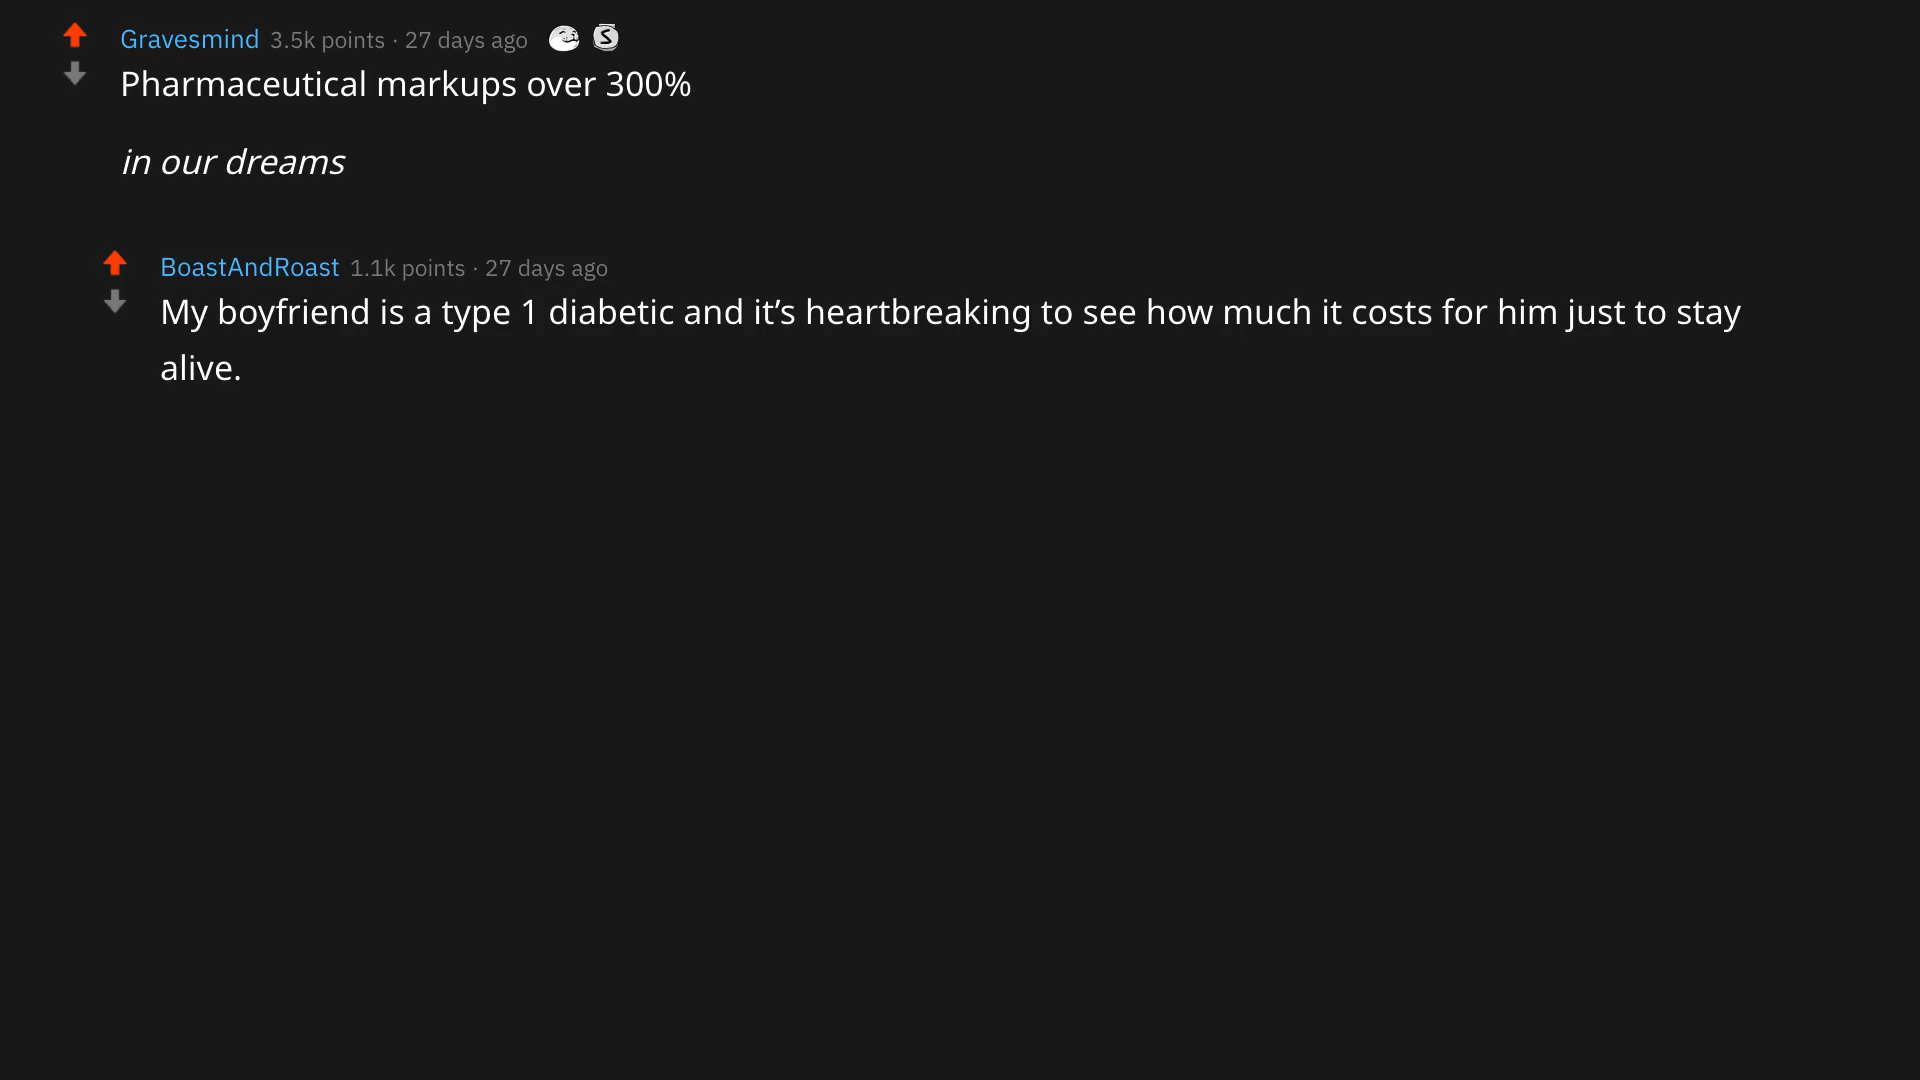 Gravesmind 3.5k points · 27 days ago
Pharmaceutical markups over 300%
in our dreams
BoastAndRoast 1.1k points · 27 days ago
My boyfriend is a type 1 diabetic and it’s heartbreaking to see how much it costs for him just to stay
alive.